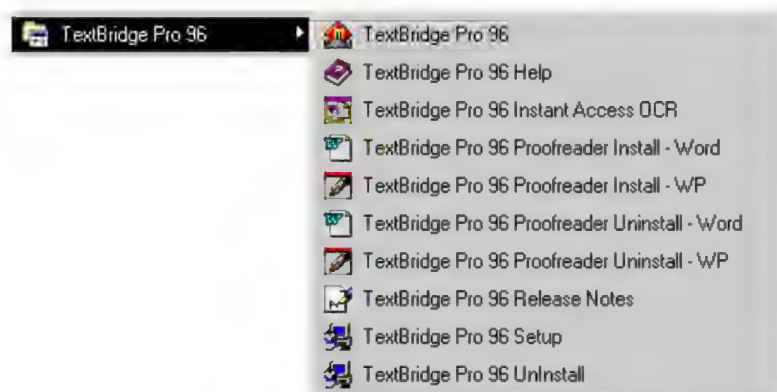 TextBridge Pro 96
TextBridge Pro 96
TextBridge Pro 96 Help
TextBridge Pro 96 Instant Access OCR
TextBridge Pro 96 Proofreader Install - Word
TextBridge Pro 96 Proofreader Install - WP
TextBridge Pro 96 Proofreader Uninstall - Word
TextBridge Pro 96 Proofreader Uninstall - WP
TextBridge Pro 96 Release Notes
TextBridge Pro 96 Setup
TextBridge Pro 96 UnInstall